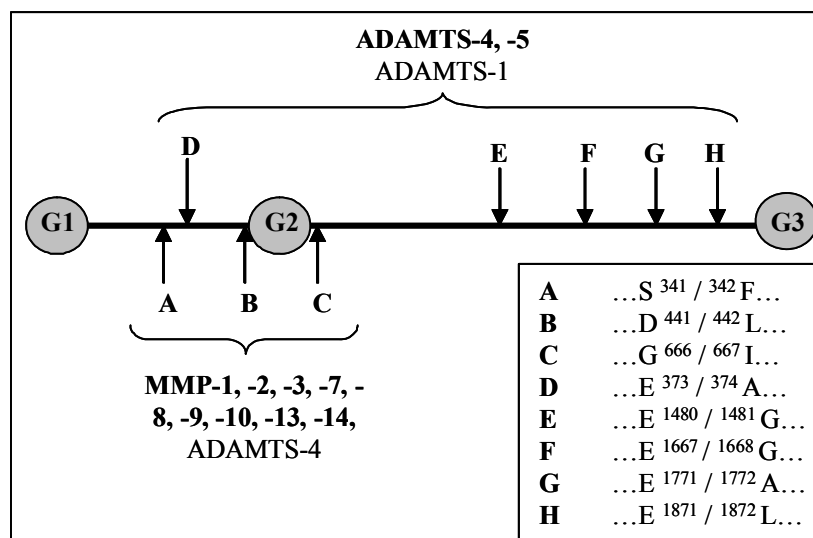 ADAMTS-4, -5
ADAMTS-1
D
E
F
G
H
G1
G2
G3
A
B
C
MMP-1, -2, -3, -7, -
8, -9, -10, -13, -14,
ADAMTS-4
A …S 341 / 342 F…
B …D 441 / 442 L…
C …G 666 / 667 I…
D …E 373 / 374 A…
E …E 1480 / 1481 G…
F …E 1667 / 1668 G…
G …E 1771 / 1772 A…
H …E 1871 / 1872 L…